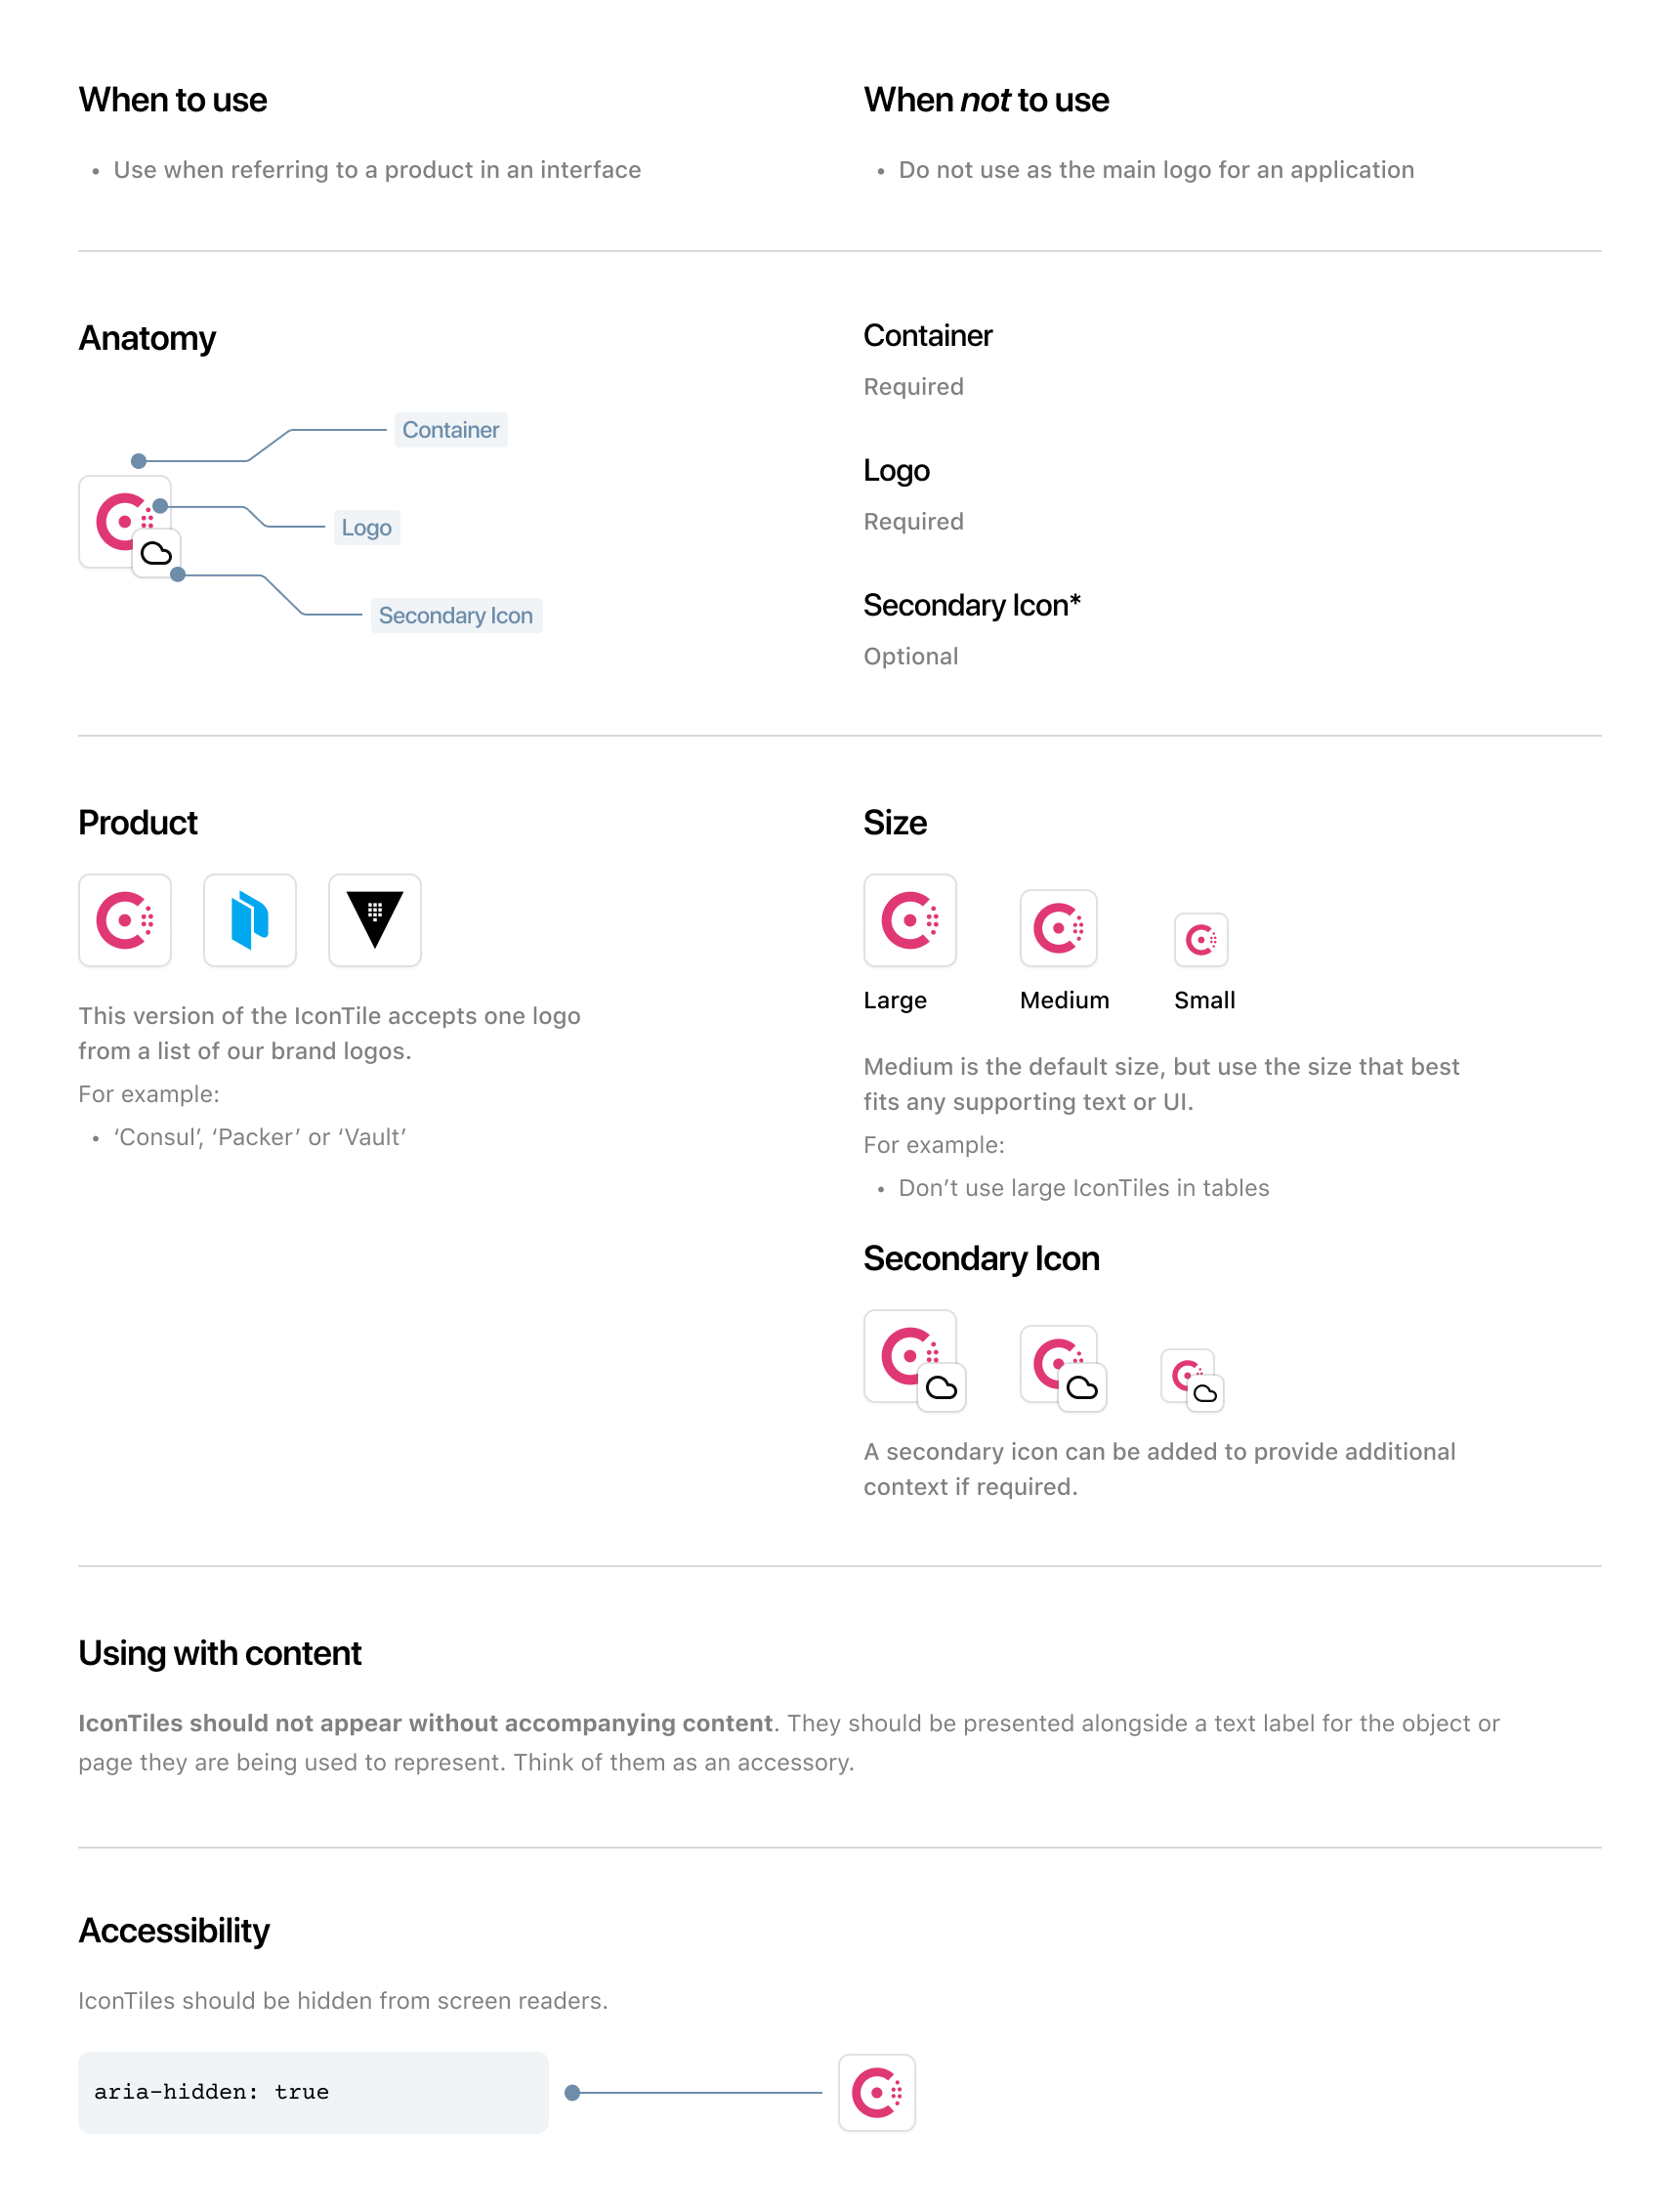 When to use
• Use when referring to a product in an interface
When not to use
• Do not use as the main logo for an application
Anatomy
Container
Logo
Secondary Icon
Container
Required
Logo
Required
Secondary Icon*
Optional
Product
This version of the IconTile accepts one logo
from a list of our brand logos.
For example:
• ‘Consul’, ‘Packer’ or ‘Vault’
Size
Large Medium Small
Medium is the default size, but use the size that best
fits any supporting text or UI.
For example:
• Don’t use large IconTiles in tables
Secondary Icon
A secondary icon can be added to provide additional
context if required.
Using with content
IconTiles should not appear without accompanying content. They should be presented alongside a text label for the object or
page they are being used to represent. Think of them as an accessory.
Accessibility
IconTiles should be hidden from screen readers.
aria-hidden: true